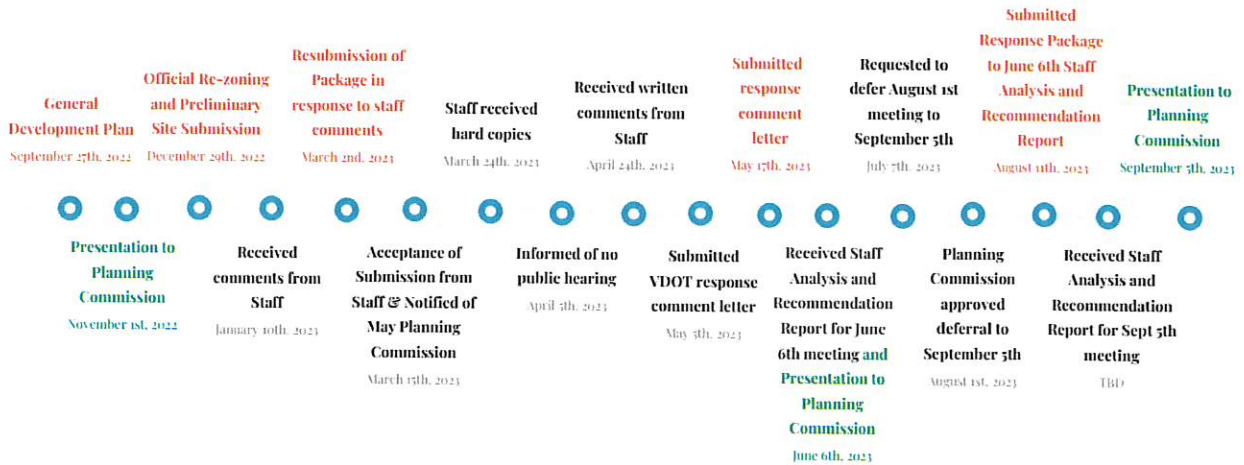 General
Development Plan
September 27th, 2022
Presentation to
Planning
Commission
November 1st, 2022
Official Re-zoning
and Preliminary
Site Submission
December 29th, 2022
Received
comments from
Staff
January 10th, 2023
Resubmission of
Package in
response to staff
comments
March 2nd, 2023
Acceptance of
Submission from
Staff & Notified of
May Planning
Commission
March 15th, 2023
Staff received
hard copies
March 24th, 2023
Informed of no
public hearing
April 5th, 2023
Received written
comments from
Staff
April 24th, 2023
Submitted
VDOT response
comment letter
May 5th, 2023
Submitted
response
comment
letter
May 17th, 2023
Received Staff
Analysis and
Recommendation
Report for June
6th meeting and
Presentation to
Planning
Commission
June 6th, 2023
Requested to
defer August 1st
meeting to
September 5th
July 7th, 2023
Planning
Commission
approved
deferral to
September 5th
August 1st, 2023
Submitted
Response Package
to June 6th Staff
Analysis and
Recommendation
Report
August 11th, 2023
Received Staff
Analysis and
Recommendation
Report for Sept 5th
meeting
TBD
Presentation to
Planning
Commission
September 5th, 2023